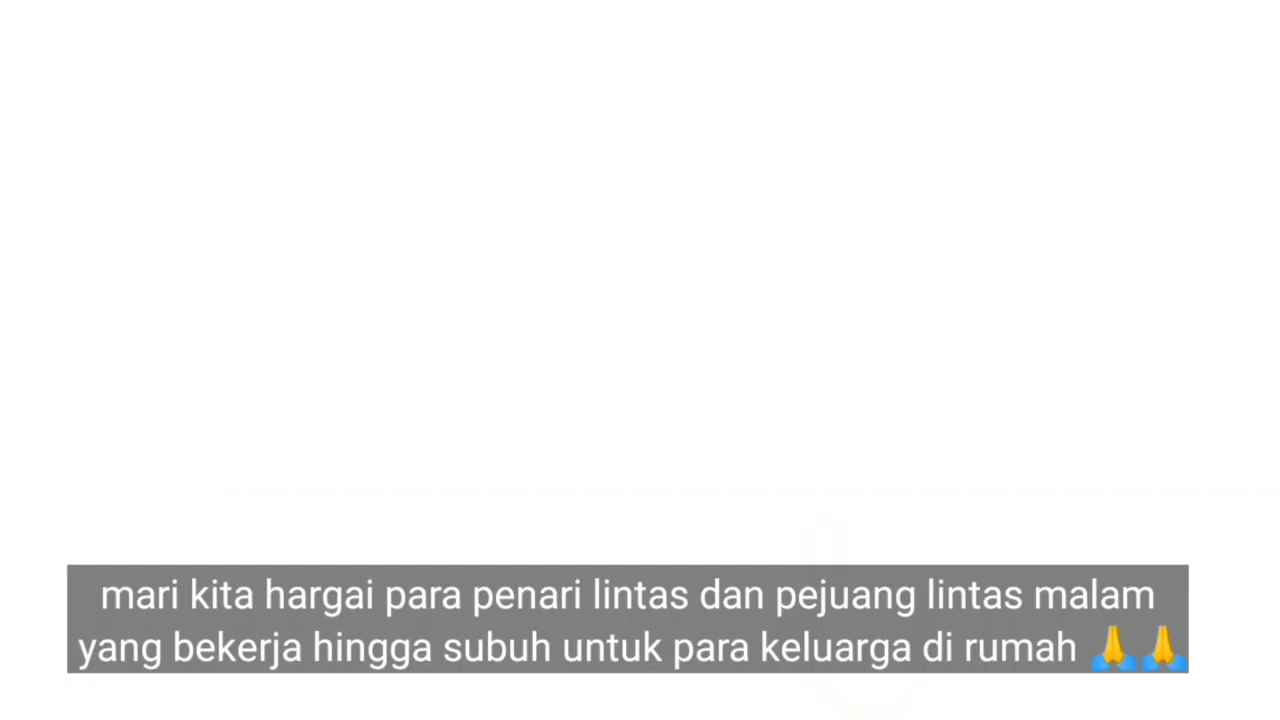 mari kita hargai para penari lintas dan pejuang lintas malam
yang bekerja hingga subuh untuk para keluarga di rumah 🙏🙏